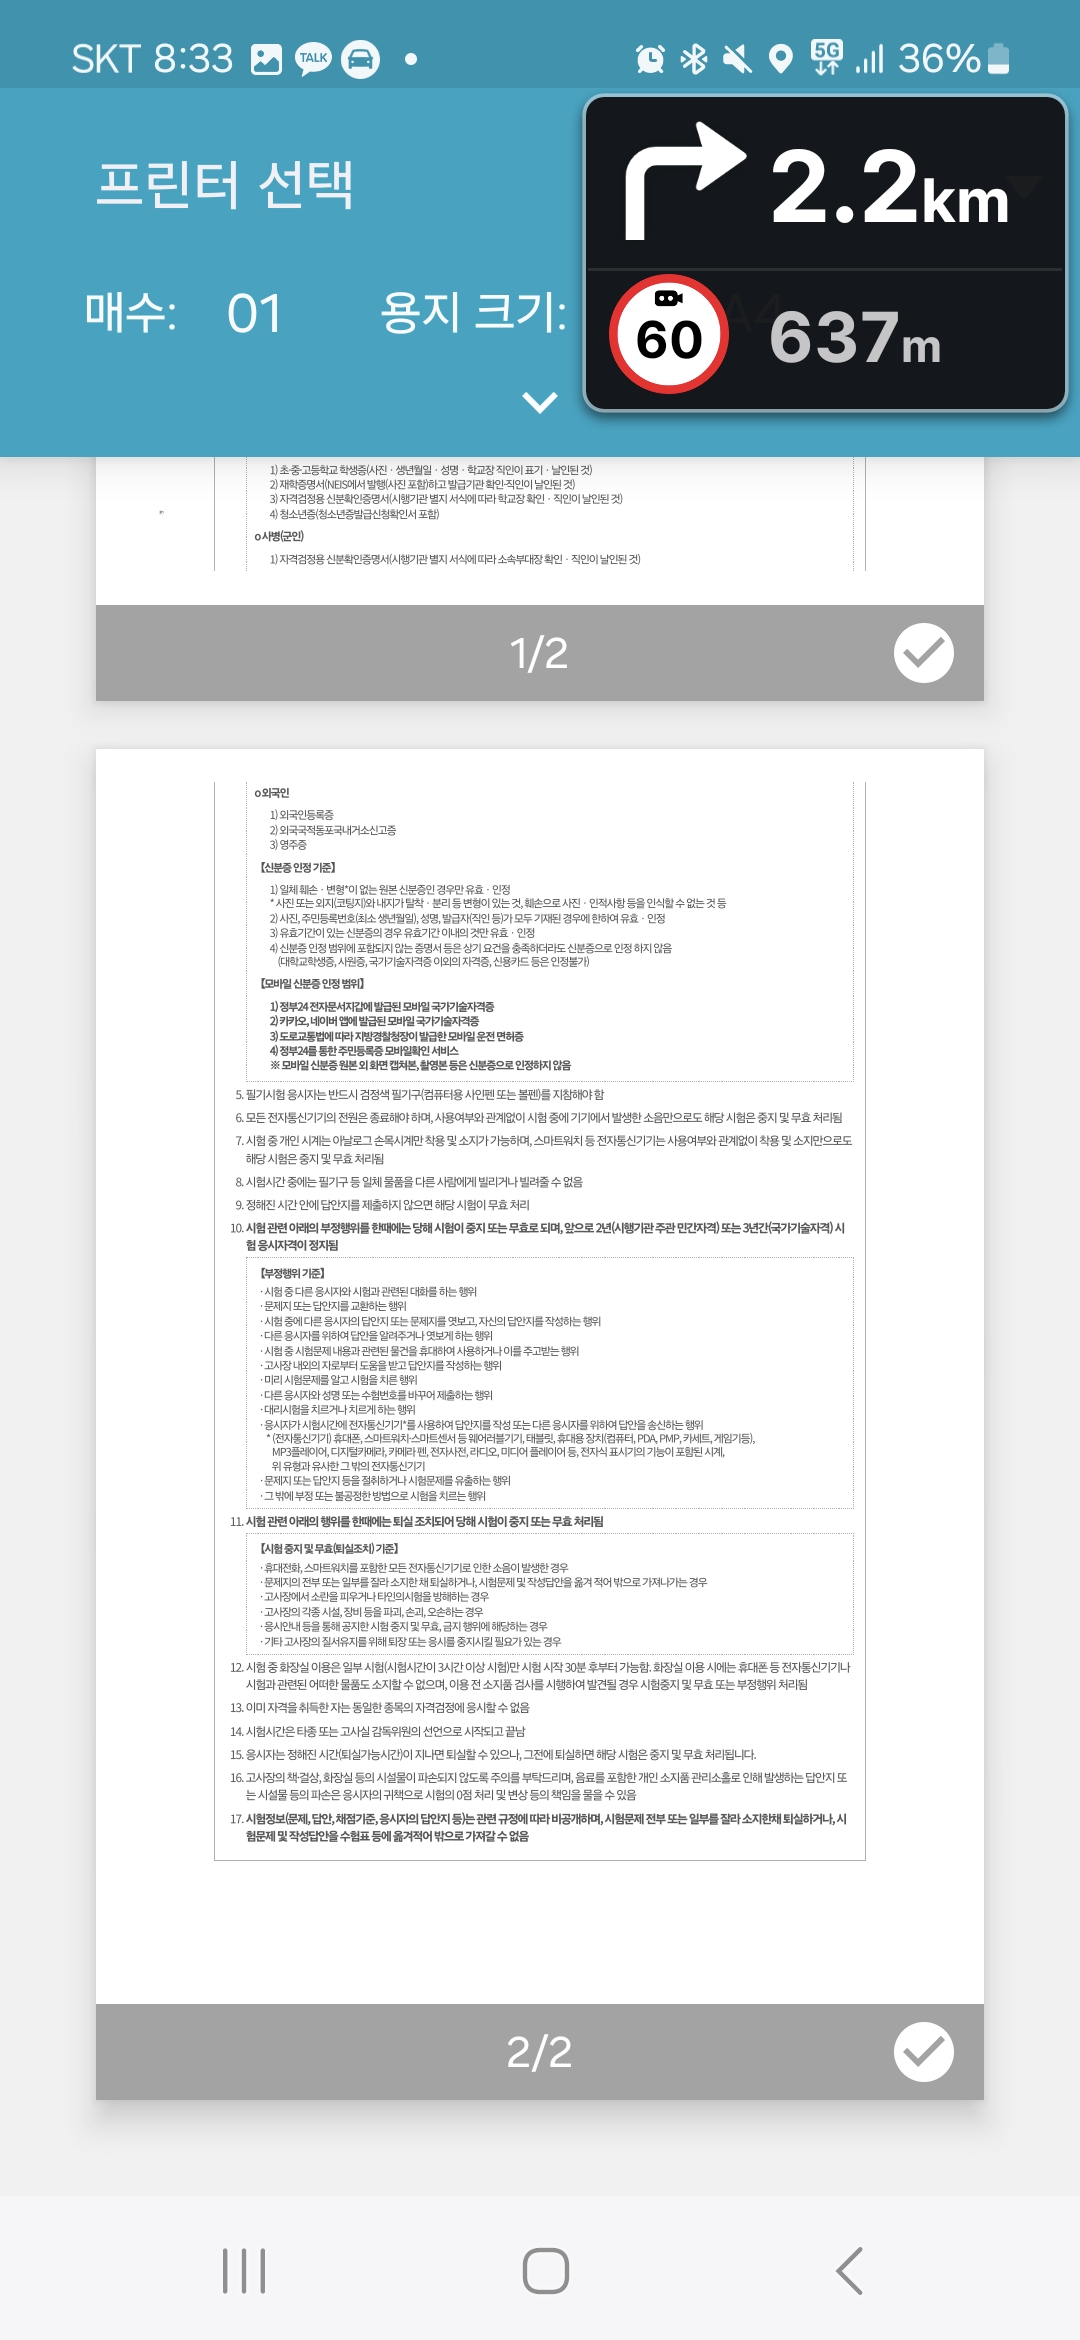 SKT 8:33
TALK
5G
36%
프린터 선택
2.2km
매수: 01 용지 크기: A4
60
637m
1) 초·중·고등학교 학생증(사진 · 생년월일 · 성명 · 학교장 직인이 표기 · 날인된 것)
2) 재학증명서(NEIS에서 발행(사진 포함)하고 발급기관 확인·직인이 날인된 것)
3) 자격검정용 신분확인증명서(시행기관 별지 서식에 따라 학교장 확인 · 직인이 날인된 것)
4) 청소년증(청소년증발급신청확인서 포함)
o 사병(군인)
1) 자격검정용 신분확인증명서(시행기관 별지 서식에 따라 소속부대장 확인 · 직인이 날인된 것)
1/2
o 외국인
1) 외국인등록증
2) 외국국적동포국내거소신고증
3) 영주증
【신분증 인정 기준】
1) 일체 훼손 · 변형*이 없는 원본 신분증인 경우만 유효 · 인정
* 사진 또는 외지(코팅지)와 내지가 탈착 · 분리 등 변형이 있는 것, 훼손으로 사진 · 인적사항 등을 인식할 수 없는 것 등
2) 사진, 주민등록번호(최소 생년월일), 성명, 발급자(직인 등)가 모두 기재된 경우에 한하여 유효 · 인정
3) 유효기간이 있는 신분증의 경우 유효기간 이내의 것만 유효 · 인정
4) 신분증 인정 범위에 포함되지 않는 증명서 등은 상기 요건을 충족하더라도 신분증으로 인정 하지 않음
(대학교학생증, 사원증, 국가기술자격증 이외의 자격증, 신용카드 등은 인정불가)
【모바일 신분증 인정 범위】
1) 정부24 전자문서지갑에 발급된 모바일 국가기술자격증
2) 카카오, 네이버 앱에 발급된 모바일 국가기술자격증
3) 도로교통법에 따라 지방경찰청장이 발급한 모바일 운전 면허증
4) 정부24를 통한 주민등록증 모바일확인 서비스
※ 모바일 신분증 원본 외 화면 캡쳐본, 촬영본 등은 신분증으로 인정하지 않음
5. 필기시험 응시자는 반드시 검정색 필기구(컴퓨터용 사인펜 또는 볼펜)를 지참해야 함
6. 모든 전자통신기기의 전원은 종료해야 하며, 사용여부와 관계없이 시험 중에 기기에서 발생한 소음만으로도 해당 시험은 중지 및 무효 처리됨
7. 시험 중 개인 시계는 아날로그 손목시계만 착용 및 소지가 가능하며, 스마트워치 등 전자통신기기는 사용여부와 관계없이 착용 및 소지만으로도
해당 시험은 중지 및 무효 처리됨
8. 시험시간 중에는 필기구 등 일체 물품을 다른 사람에게 빌리거나 빌려줄 수 없음
9. 정해진 시간 안에 답안지를 제출하지 않으면 해당 시험이 무효 처리
10. 시험 관련 아래의 부정행위를 한때에는 당해 시험이 중지 또는 무효로 되며, 앞으로 2년(시행기관 주관 민간자격) 또는 3년간(국가기술자격) 시
험 응시자격이 정지됨
【부정행위 기준】
· 시험 중 다른 응시자와 시험과 관련된 대화를 하는 행위
· 문제지 또는 답안지를 교환하는 행위
· 시험 중에 다른 응시자의 답안지 또는 문제지를 엿보고, 자신의 답안지를 작성하는 행위
· 다른 응시자를 위하여 답안을 알려주거나 엿보게 하는 행위
· 시험 중 시험문제 내용과 관련된 물건을 휴대하여 사용하거나 이를 주고받는 행위
· 고사장 내외의 자로부터 도움을 받고 답안지를 작성하는 행위
· 미리 시험문제를 알고 시험을 치른 행위
· 다른 응시자와 성명 또는 수험번호를 바꾸어 제출하는 행위
· 대리시험을 치르거나 치르게 하는 행위
· 응시자가 시험시간에 전자통신기기*를 사용하여 답안지를 작성 또는 다른 응시자를 위하여 답안을 송신하는 행위
* (전자통신기기) 휴대폰, 스마트워치·스마트센서 등 웨어러블기기, 태블릿, 휴대용 장치(컴퓨터, PDA, PMP, 카세트, 게임기등),
MP3플레이어, 디지털카메라, 카메라 펜, 전자사전, 라디오, 미디어 플레이어 등, 전자식 표시기의 기능이 포함된 시계,
위 유형과 유사한 그 밖의 전자통신기기
· 문제지 또는 답안지 등을 절취하거나 시험문제를 유출하는 행위
· 그 밖에 부정 또는 불공정한 방법으로 시험을 치르는 행위
11. 시험 관련 아래의 행위를 한때에는 퇴실 조치되어 당해 시험이 중지 또는 무효 처리됨
【시험 중지 및 무효(퇴실조치) 기준】
· 휴대전화, 스마트워치를 포함한 모든 전자통신기기로 인한 소음이 발생한 경우
· 문제지의 전부 또는 일부를 잘라 소지한 채 퇴실하거나, 시험문제 및 작성답안을 옮겨 적어 밖으로 가져나가는 경우
· 고사장에서 소란을 피우거나 타인의시험을 방해하는 경우
· 고사장의 각종 시설, 장비 등을 파괴, 손괴, 오손하는 경우
· 응시안내 등을 통해 공지한 시험 중지 및 무효, 금지 행위에 해당하는 경우
· 기타 고사장의 질서유지를 위해 퇴장 또는 응시를 중지시킬 필요가 있는 경우
12. 시험 중 화장실 이용은 일부 시험(시험시간이 3시간 이상 시험)만 시험 시작 30분 후부터 가능함. 화장실 이용 시에는 휴대폰 등 전자통신기기나
시험과 관련된 어떠한 물품도 소지할 수 없으며, 이용 전 소지품 검사를 시행하여 발견될 경우 시험중지 및 무효 또는 부정행위 처리됨
13. 이미 자격을 취득한 자는 동일한 종목의 자격검정에 응시할 수 없음
14. 시험시간은 타종 또는 고사실 감독위원의 선언으로 시작되고 끝남
15. 응시자는 정해진 시간(퇴실가능시간)이 지나면 퇴실할 수 있으나, 그전에 퇴실하면 해당 시험은 중지 및 무효 처리됩니다.
16. 고사장의 책·걸상, 화장실 등의 시설물이 파손되지 않도록 주의를 부탁드리며, 음료를 포함한 개인 소지품 관리소홀로 인해 발생하는 답안지 또
는 시설물 등의 파손은 응시자의 귀책으로 시험의 0점 처리 및 변상 등의 책임을 물을 수 있음
17. 시험정보(문제, 답안, 채점기준, 응시자의 답안지 등)는 관련 규정에 따라 비공개하며, 시험문제 전부 또는 일부를 잘라 소지한채 퇴실하거나, 시
험문제 및 작성답안을 수험표 등에 옮겨적어 밖으로 가져갈 수 없음
2/2